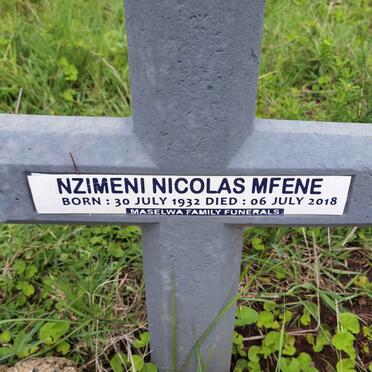 NZIMENI NICOLAS MFENE
BORN : 30 JULY 1932 DIED : 06 JULY 2018
MASELWA FAMILY FUNERALS